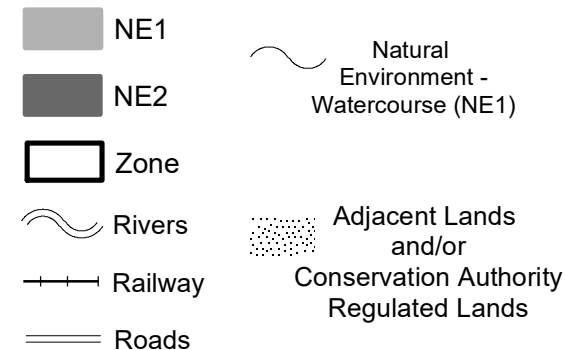 NE1
NE2
Zone
Rivers
Railway
Roads
Natural
Environment -
Watercourse (NE1)
Adjacent Lands
and/or
Conservation Authority
Regulated Lands